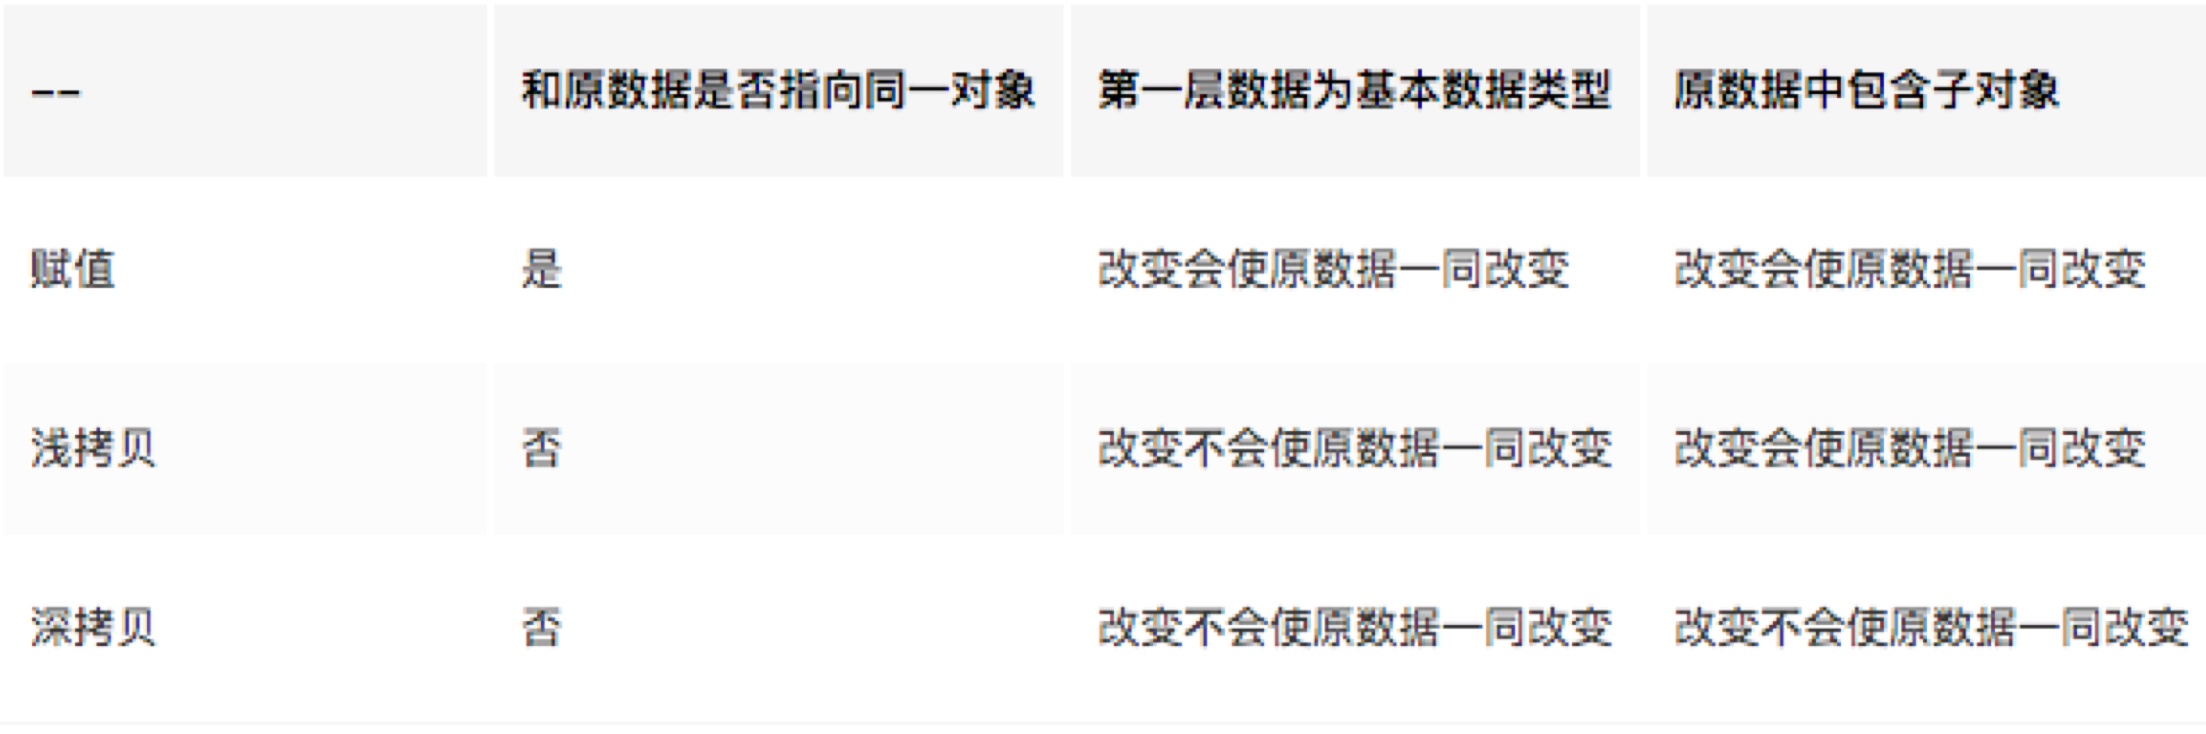 -- 和原数据是否指向同一对象 第一层数据为基本数据类型 原数据中包含子对象
赋值 是 改变会使原数据一同改变 改变会使原数据一同改变
浅拷贝 否 改变不会使原数据一同改变 改变会使原数据一同改变
深拷贝 否 改变不会使原数据一同改变 改变不会使原数据一同改变